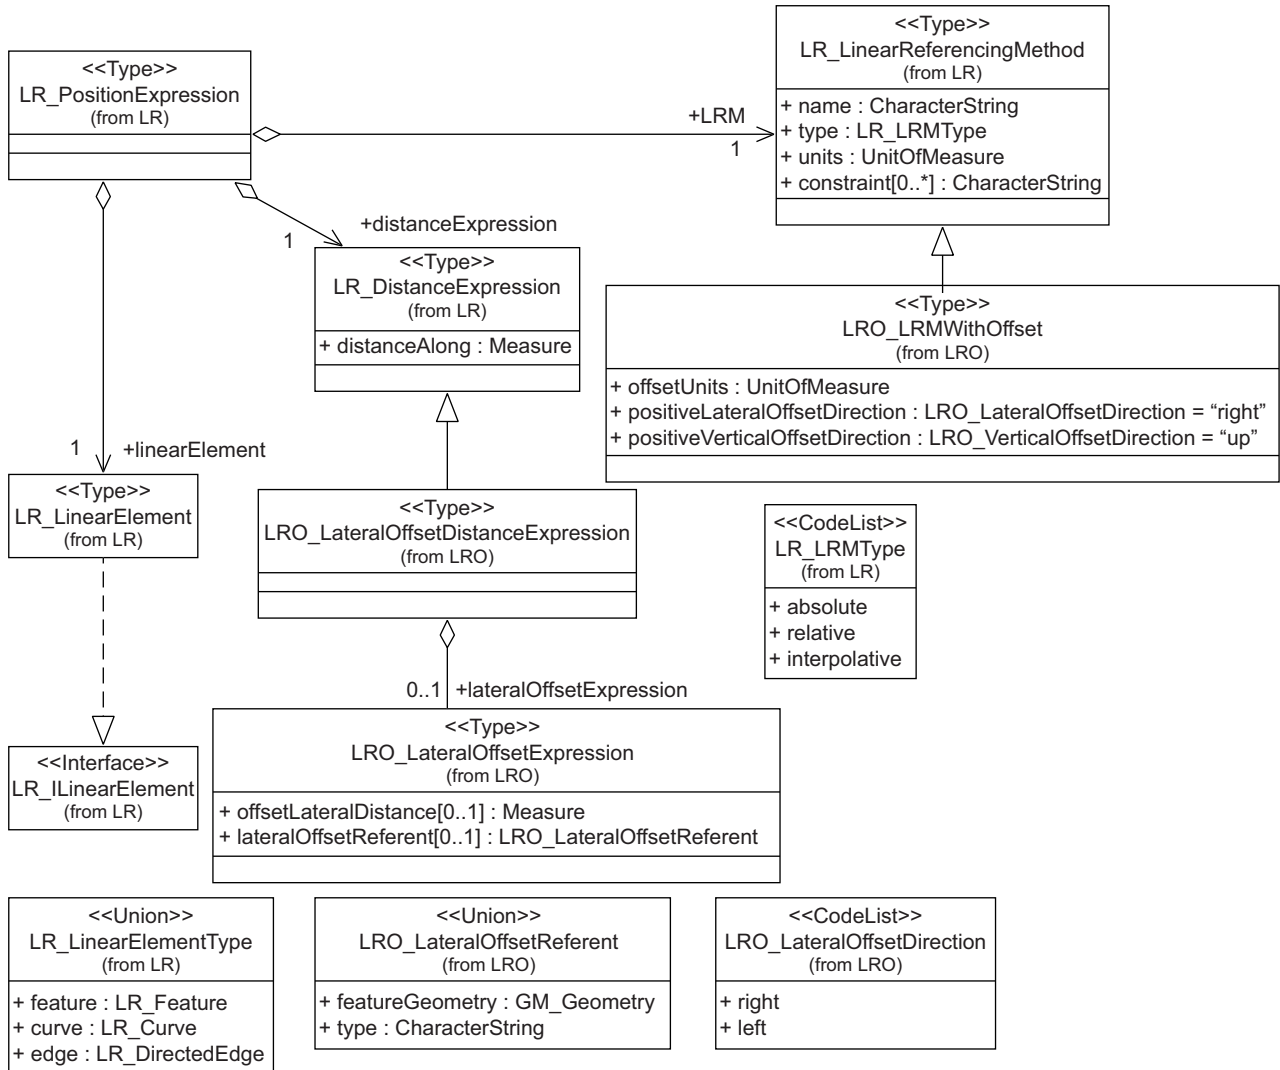 <<Type>>
LR_PositionExpression
(from LR)
<<Type>>
LR_LinearReferencingMethod
(from LR)
+ name : CharacterString
+ type : LR_LRMType
+ units : UnitOfMeasure
+ constraint[0..*] : CharacterString
+LRM
1
+distanceExpression
1
<<Type>>
LR_DistanceExpression
(from LR)
+ distanceAlong : Measure
<<Type>>
LRO_LRMWithOffset
(from LRO)
+ offsetUnits : UnitOfMeasure
+ positiveLateralOffsetDirection : LRO_LateralOffsetDirection = “right”
+ positiveVerticalOffsetDirection : LRO_VerticalOffsetDirection = “up”
1 +linearElement
<<Type>>
LR_LinearElement
(from LR)
<<Type>>
LRO_LateralOffsetDistanceExpression
(from LRO)
<<CodeList>>
LR_LRMType
(from LR)
+ absolute
+ relative
+ interpolative
0..1 +lateralOffsetExpression
<<Type>>
LRO_LateralOffsetExpression
(from LRO)
+ offsetLateralDistance[0..1] : Measure
+ lateralOffsetReferent[0..1] : LRO_LateralOffsetReferent
<<Interface>>
LR_ILinearElement
(from LR)
<<Union>>
LR_LinearElementType
(from LR)
+ feature : LR_Feature
+ curve : LR_Curve
+ edge : LR_DirectedEdge
<<Union>>
LRO_LateralOffsetReferent
(from LRO)
+ featureGeometry : GM_Geometry
+ type : CharacterString
<<CodeList>>
LRO_LateralOffsetDirection
(from LRO)
+ right
+ left